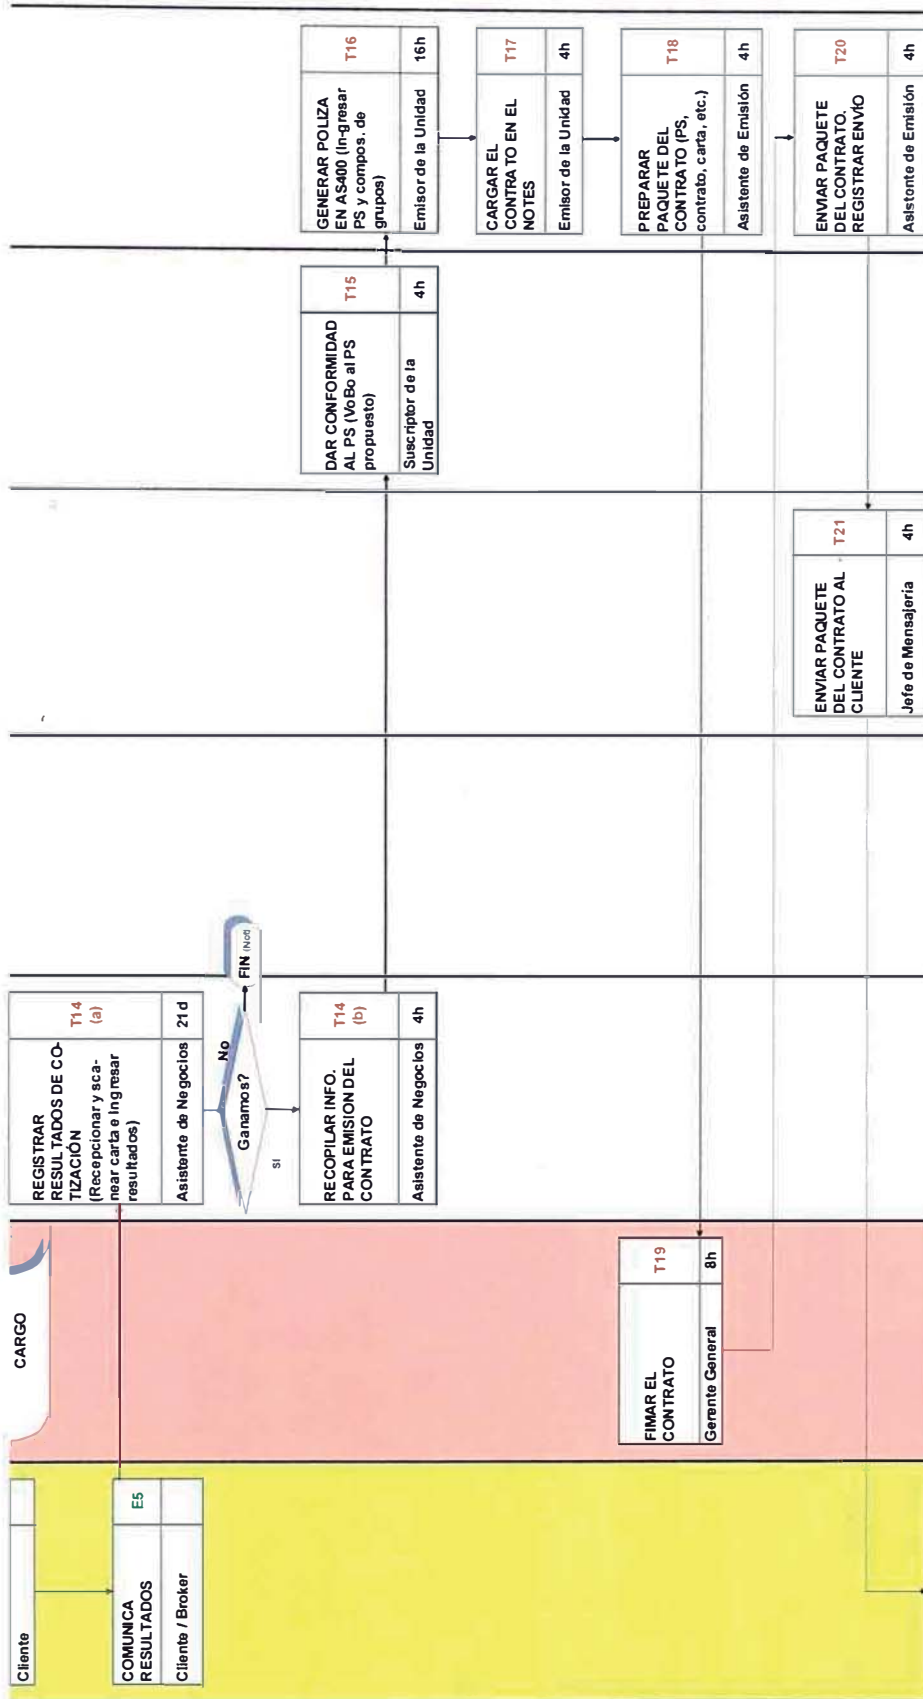 Cliente
CARGO
COMUNICA
RESULTADOS
E5
Cliente / Broker
REGISTRAR
RESULTADOS DE CO-
TIZACIÓN
(Recepcionar y sca-
near carta e Ingresar
resultados)
T14
(a)
Asistente de Negocios
21 d
Ganamos?
No
FIN (Not)
SI
RECOPILAR INFO.
PARA EMISION DEL
CONTRATO
T14
(b)
Asistente de Negocios
4h
DAR CONFORMIDAD
AL PS (VoBo al PS
propuesto)
T15
Suscriptor de la
Unidad
4h
GENERAR POLIZA
EN AS400 (In-gresar
PS y compos. de
grupos)
T16
Emisor de la Unidad
16h
CARGAR EL
CONTRATO EN EL
NOTES
T17
Emisor de la Unidad
4h
PREPARAR
PAQUETE DEL
CONTRATO (PS,
contrato, carta, etc.)
T18
Asistente de Emisión
4h
FIMAR EL
CONTRATO
T19
Gerente General
8h
ENVIAR PAQUETE
DEL CONTRATO.
REGISTRAR ENVÍO
T20
Asistonte de Emisión
4h
ENVIAR PAQUETE
DEL CONTRATO AL
CLIENTE
T21
Jefe de Mensajería
4h